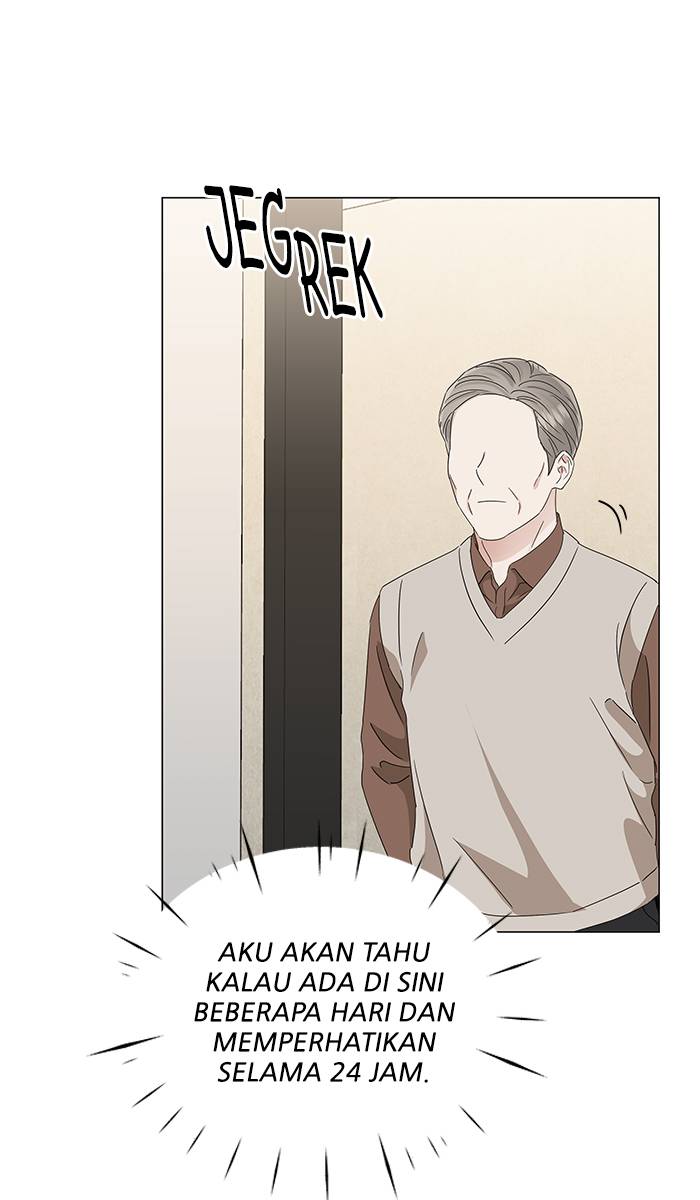 JEGREK
AKU AKAN TAHU
KALAU ADA DI SINI
BEBERAPA HARI DAN
MEMPERHATIKAN
SELAMA 24 JAM.